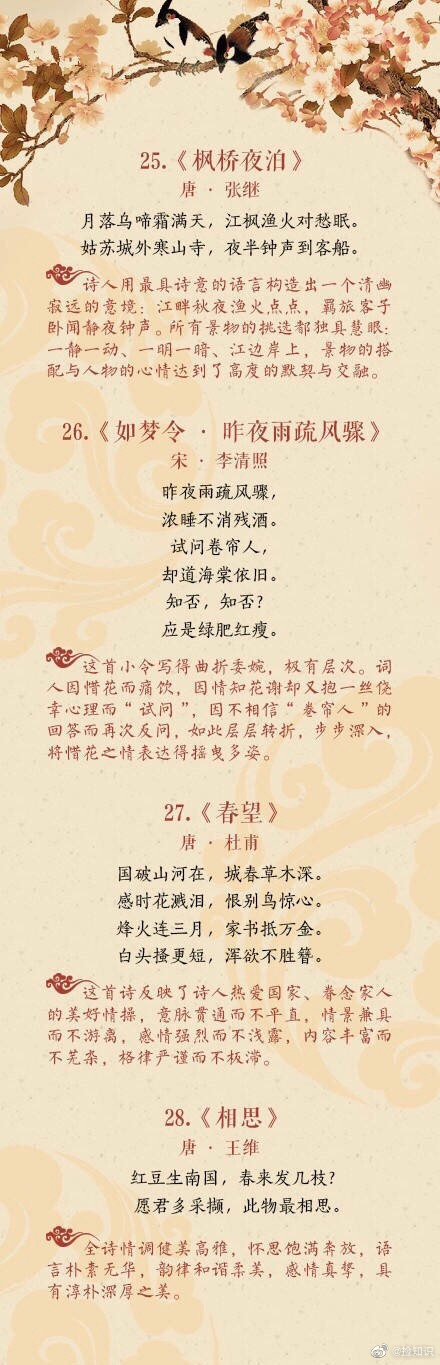 25.《枫桥夜泊》
唐 · 张继
月落乌啼霜满天，江枫渔火对愁眠。
姑苏城外寒山寺，夜半钟声到客船。
诗人用最具诗意的语言构造出一个清幽
寂远的意境：江畔秋夜渔火点点，羁旅客子
卧闻静夜钟声。所有景物的挑选都独具慧眼：
一静一动、一明一暗、江边岸上，景物的搭
配与人物的心情达到了高度的默契与交融。
26.《如梦令 · 昨夜雨疏风骤》
宋 · 李清照
昨夜雨疏风骤，
浓睡不消残酒。
试问卷帘人，
却道海棠依旧。
知否，知否？
应是绿肥红瘦。
这首小令写得曲折委婉，极有层次。词
人因惜花而痛饮，因情知花谢却又抱一丝侥
幸心理而“试问”，因不相信“卷帘人”的
回答而再次反问，如此层层转折，步步深入，
将惜花之情表达得摇曳多姿。
27.《春望》
唐 · 杜甫
国破山河在，城春草木深。
感时花溅泪，恨别鸟惊心。
烽火连三月，家书抵万金。
白头搔更短，浑欲不胜簪。
这首诗反映了诗人热爱国家、眷念家人
的美好情操，意脉贯通而不平直，情景兼具
而不游离，感情强烈而不浅露，内容丰富而
不芜杂，格律严谨而不板滞。
28.《相思》
唐 · 王维
红豆生南国，春来发几枝？
愿君多采撷，此物最相思。
全诗情调健美高雅，怀思饱满奔放，语
言朴素无华，韵律和谐柔美，感情真挚，具
有淳朴深厚之美。
@捡知识